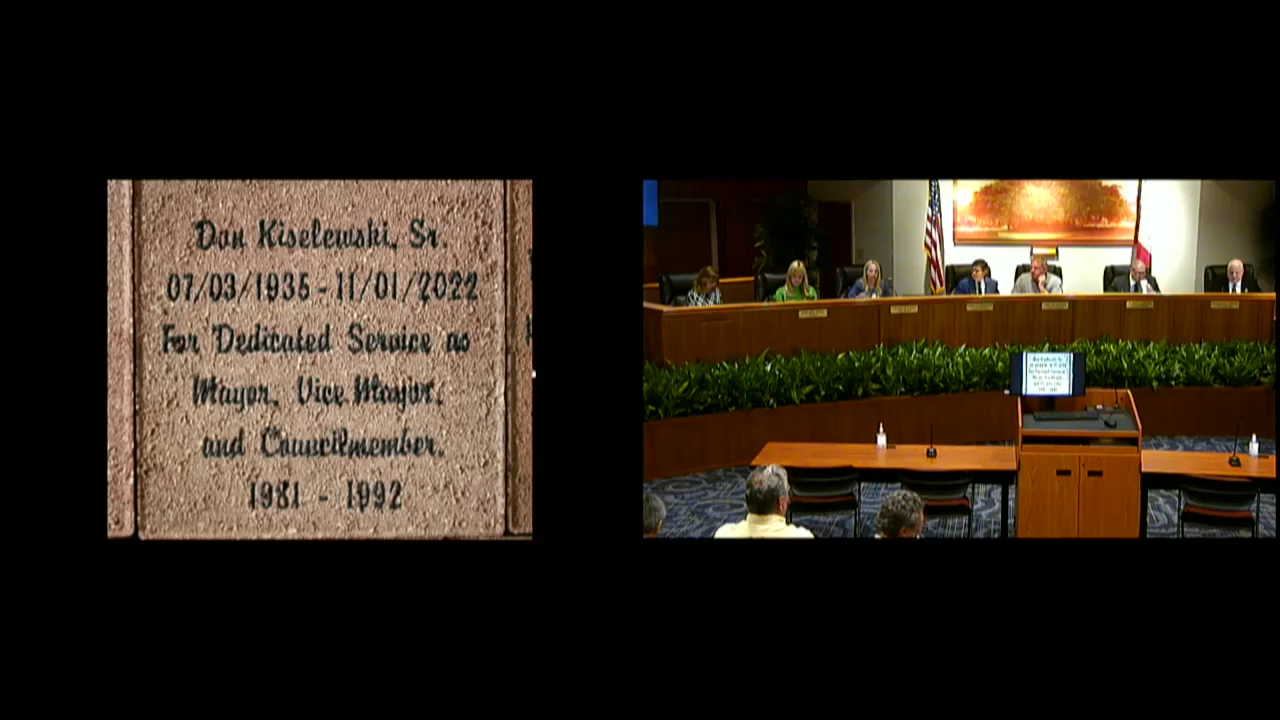 Dan Kiselewski, Sr.
07/03/1935 - 11/01/2022
For Dedicated Service as
Mayor, Vice Mayor,
and Councilmember.
1981 - 1992